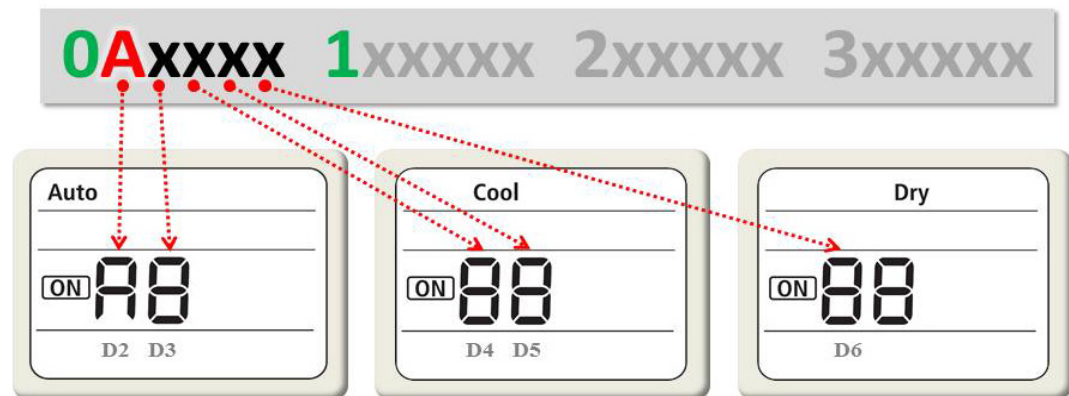 0Axxxx 1xxxxx 2xxxxx 3xxxxx
Auto
ON A8
D2 D3
Cool
ON 88
D4 D5
Dry
ON 88
D6